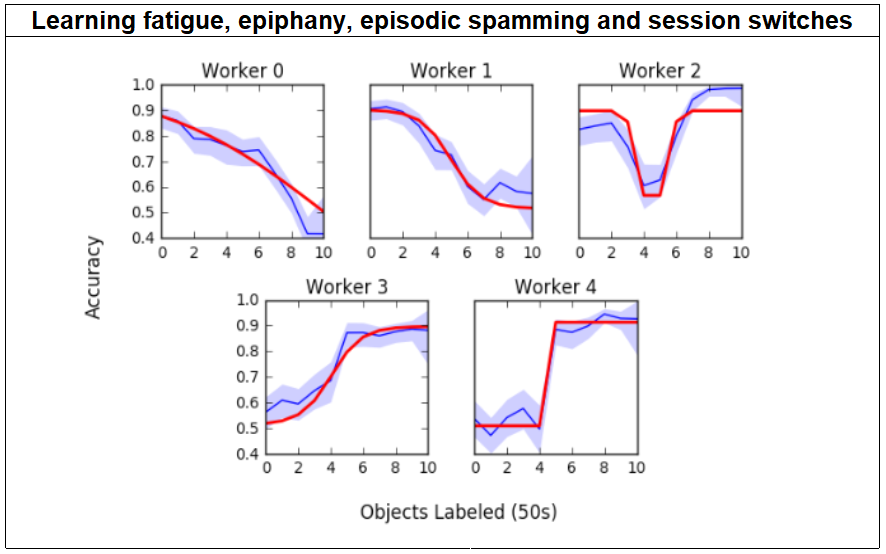 Learning fatigue, epiphany, episodic spamming and session switches
Worker 0
Worker 1
Worker 2
1.0
0.9
0.8
0.7
0.6
0.5
0.4
0 2 4 6 8 10
0 2 4 6 8 10
0 2 4 6 8 10
Accuracy
Worker 3
Worker 4
1.0
0.9
0.8
0.7
0.6
0.5
0.4
0 2 4 6 8 10
0 2 4 6 8 10
Objects Labeled (50s)